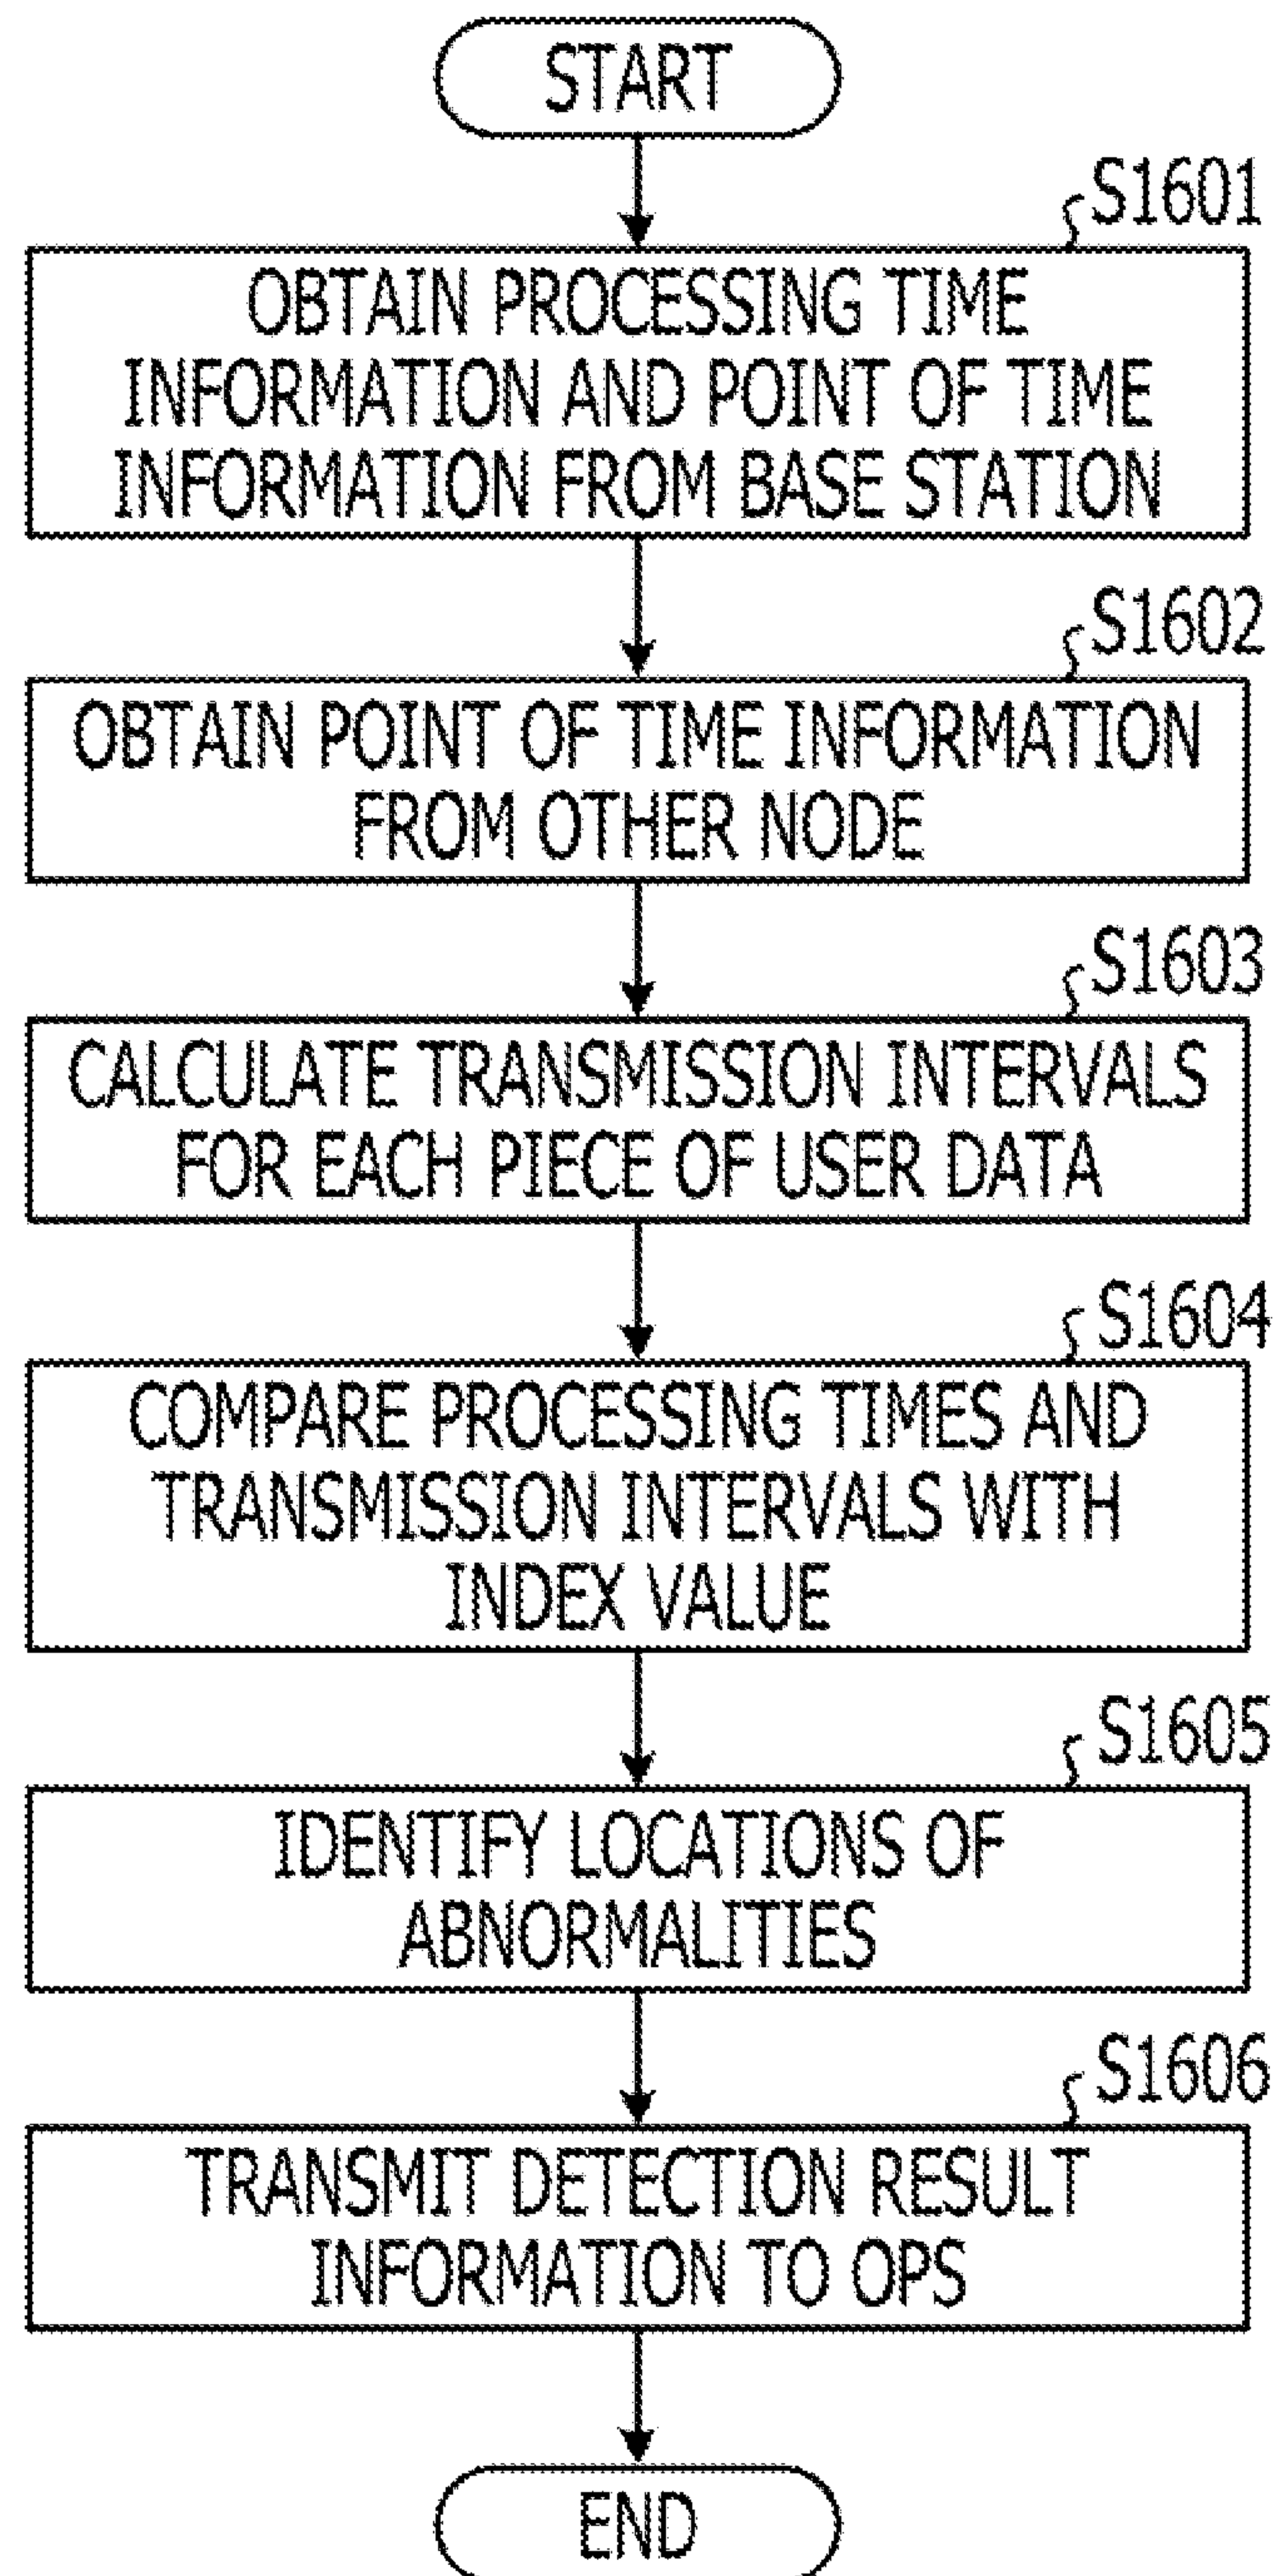 START
S1601
OBTAIN PROCESSING TIME
INFORMATION AND POINT OF TIME
INFORMATION FROM BASE STATION
S1602
OBTAIN POINT OF TIME INFORMATION
FROM OTHER NODE
S1603
CALCULATE TRANSMISSION INTERVALS
FOR EACH PIECE OF USER DATA
S1604
COMPARE PROCESSING TIMES AND
TRANSMISSION INTERVALS WITH
INDEX VALUE
S1605
IDENTIFY LOCATIONS OF
ABNORMALITIES
S1606
TRANSMIT DETECTION RESULT
INFORMATION TO OPS
END